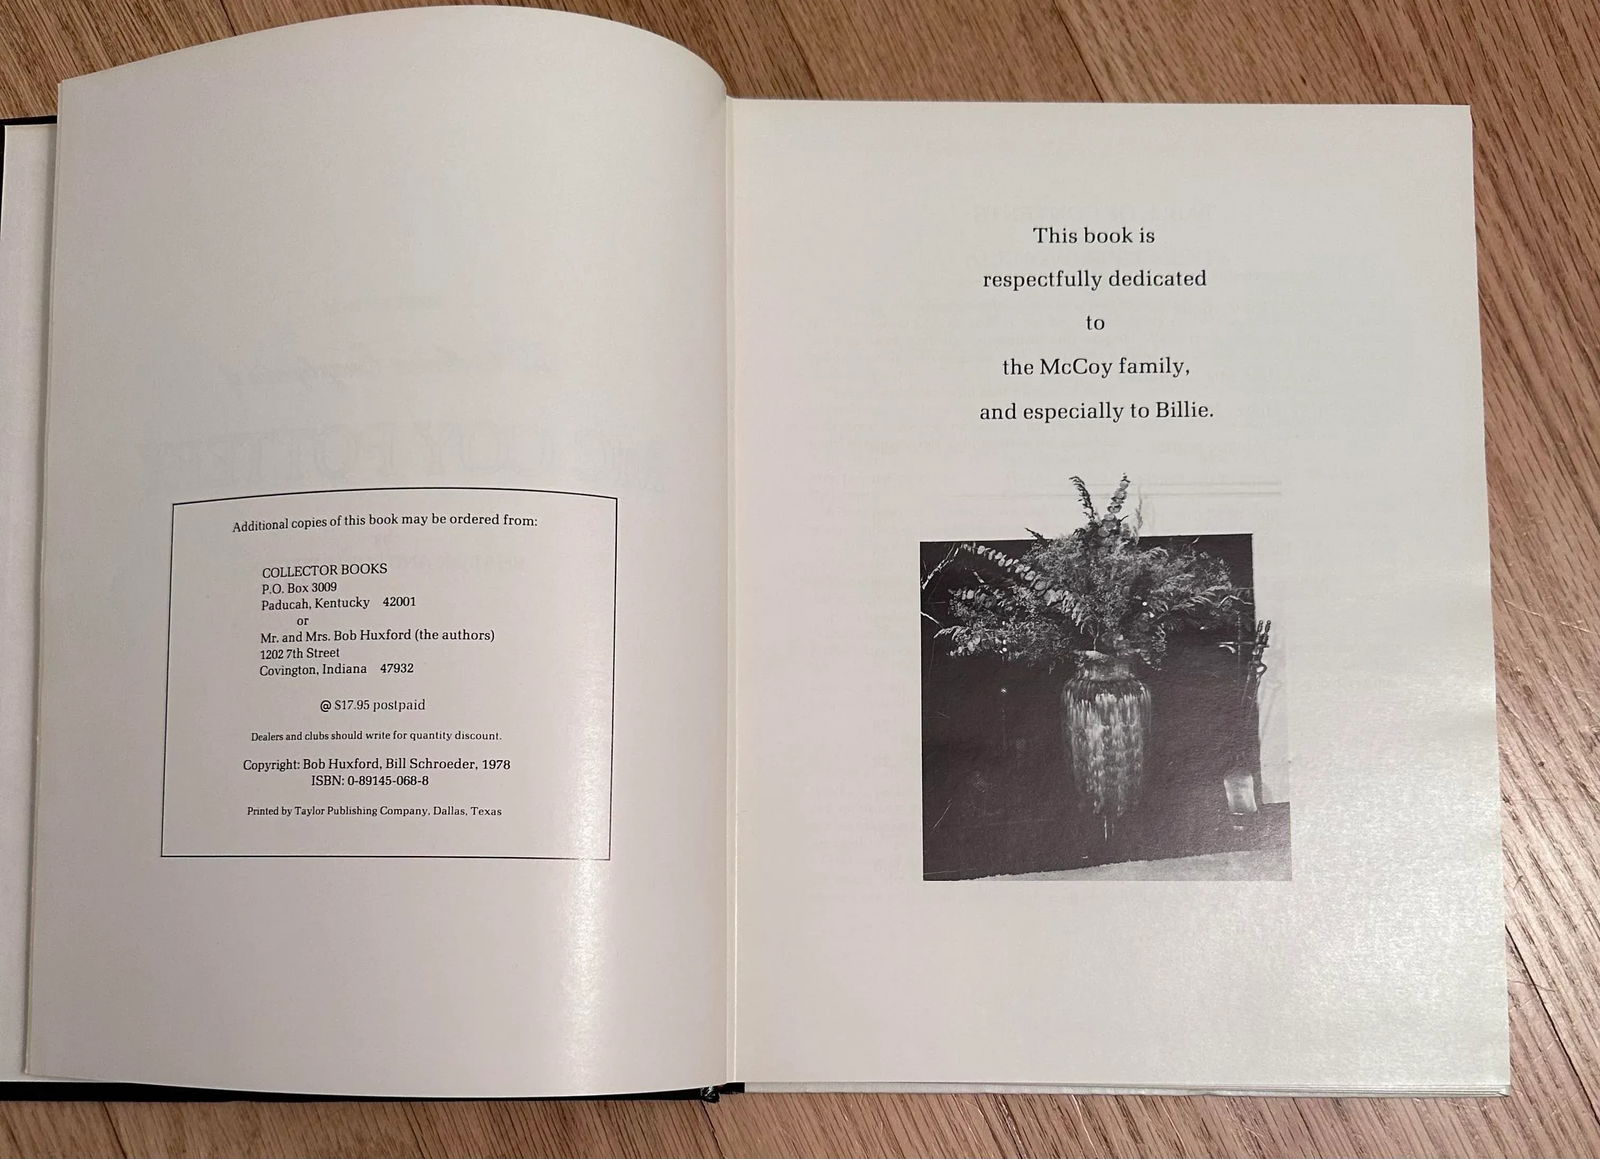 Additional copies of this book may be ordered from:
COLLECTOR BOOKS
P.O. Box 3009
Paducah, Kentucky 42001
or
Mr. and Mrs. Bob Huxford (the authors)
1202 7th Street
Covington, Indiana 47932
@ $17.95 postpaid
Dealers and clubs should write for quantity discount.
Copyright: Bob Huxford, Bill Schroeder, 1978
ISBN: 0-89145-068-8
Printed by Taylor Publishing Company, Dallas, Texas
This book is
respectfully dedicated
to
the McCoy family,
and especially to Billie.